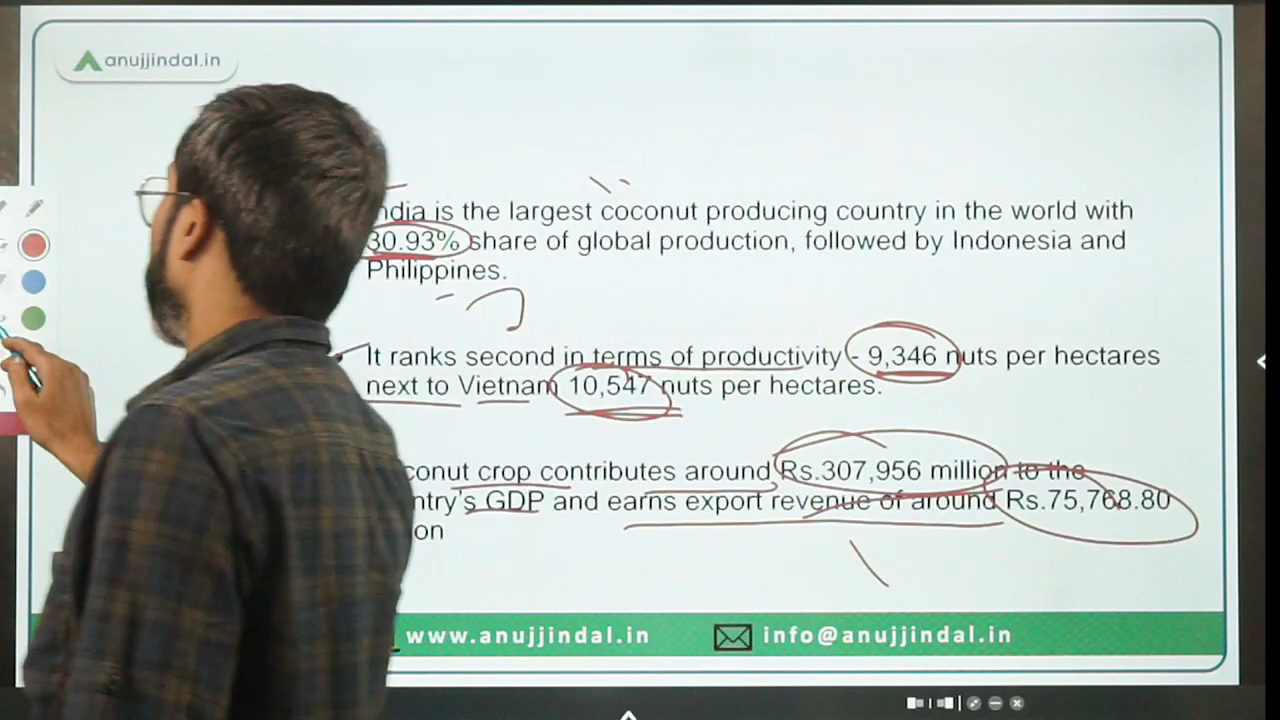 anujjindal.in
ndia is the largest coconut producing country in the world with
30.93% share of global production, followed by Indonesia and
Philippines.
It ranks second in terms of productivity - 9,346 nuts per hectares
next to Vietnam 10,547 nuts per hectares.
conut crop contributes around Rs.307,956 million to the
ntry's GDP and earns export revenue of around Rs.75,768.80
on
www.anujjindal.in
info@anujjindal.in